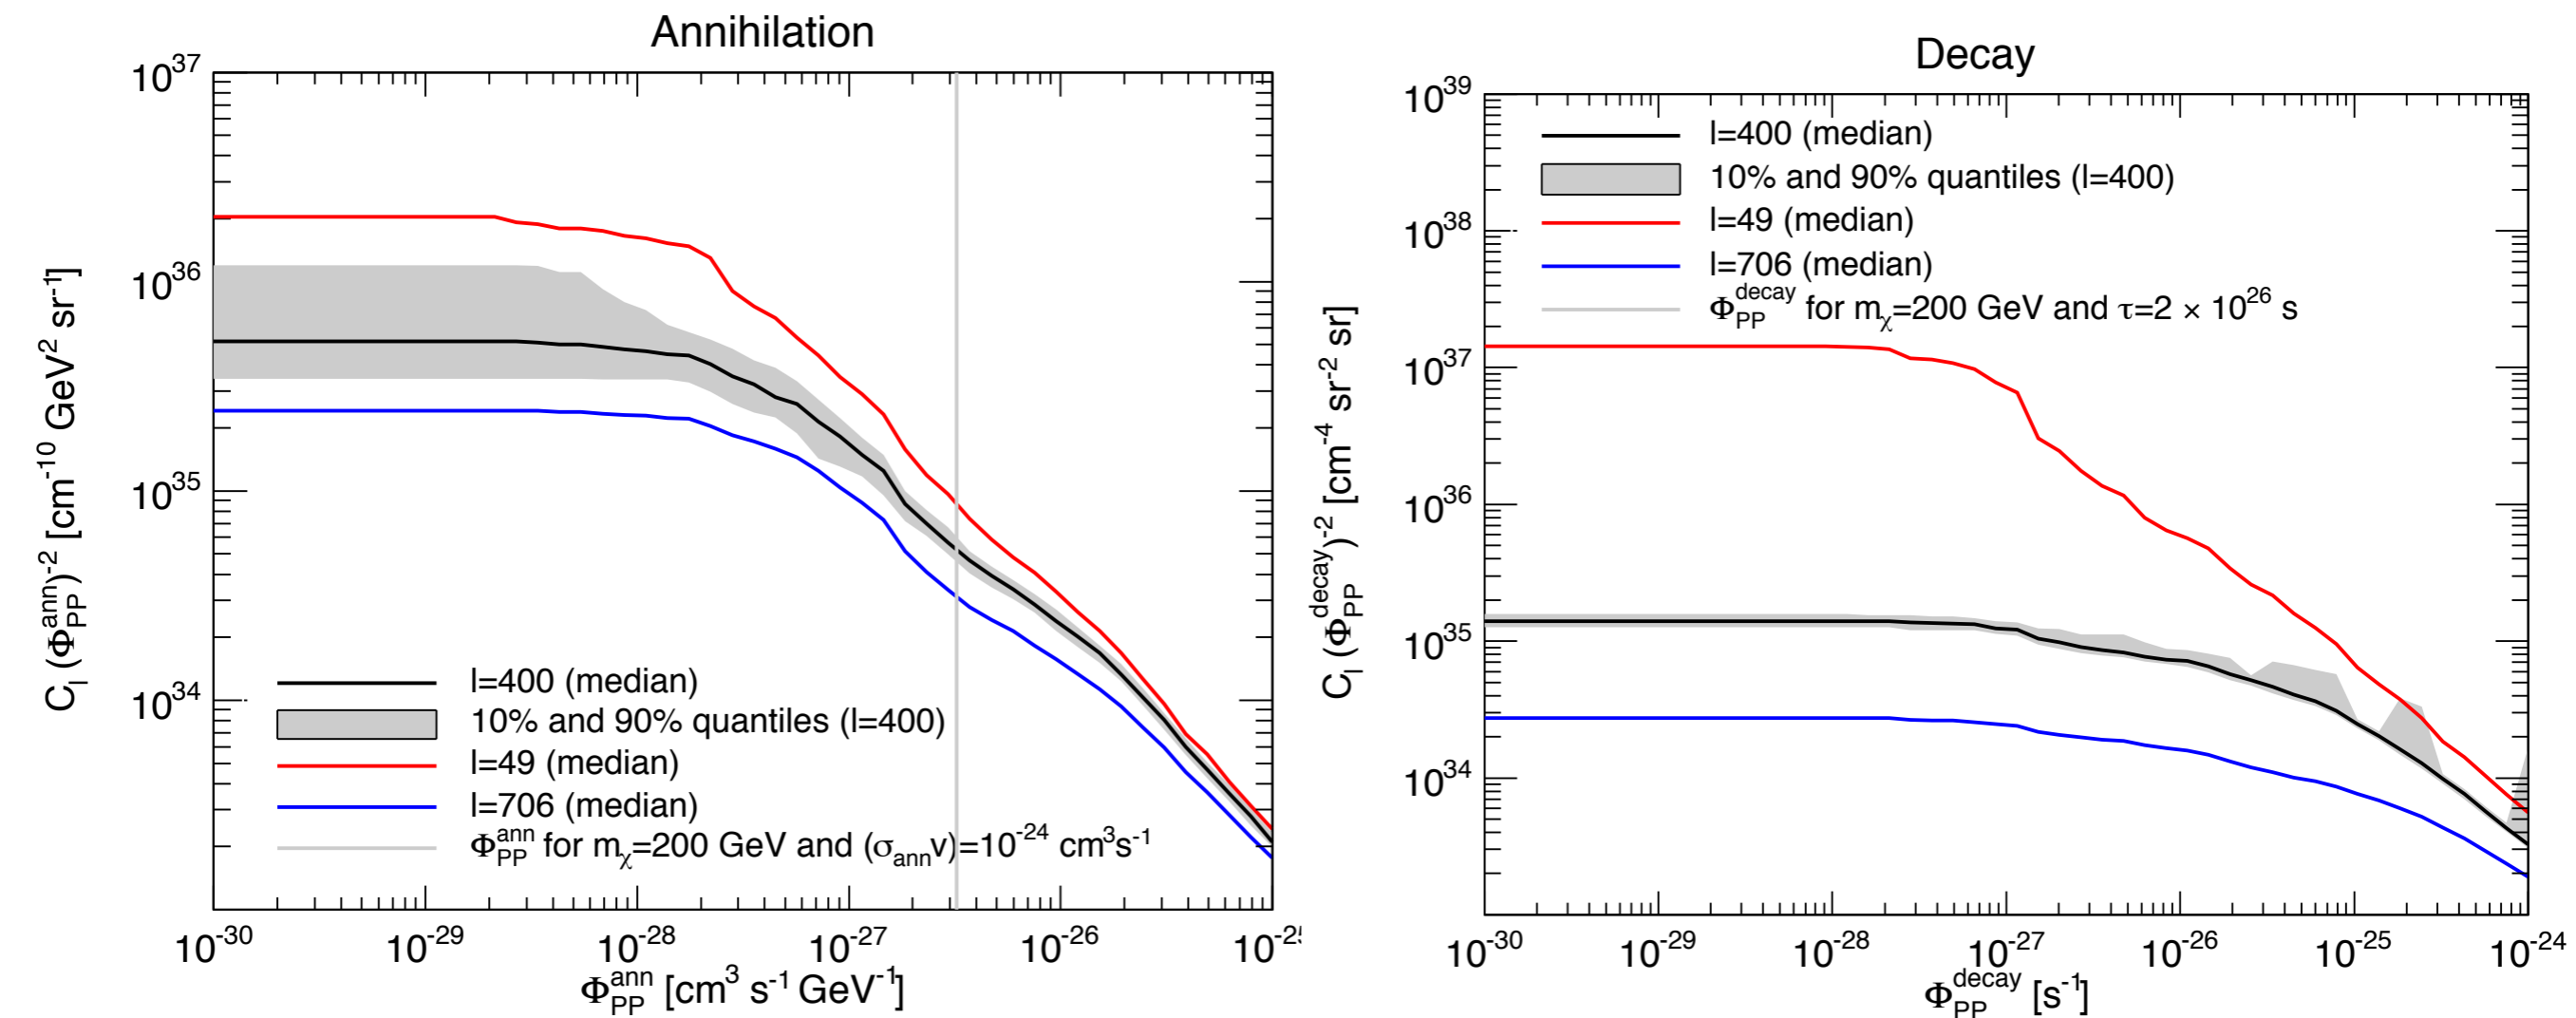 Annihilation
10^37
10^36
10^35
10^34
C_l (Φ_PP^ann)^-2 [cm^-10 GeV^2 sr^-1]
l=400 (median)
10% and 90% quantiles (l=400)
l=49 (median)
l=706 (median)
Φ_PP^ann for m_χ=200 GeV and (σ_ann v)=10^-24 cm^3s^-1
10^-30
10^-29
10^-28
10^-27
10^-26
Φ_PP^ann [cm^3 s^-1 GeV^-1]
Decay
10^39
10^38
10^37
10^36
10^35
10^34
C_l (Φ_PP^decay)^-2 [cm^-4 sr^-2 sr]
l=400 (median)
10% and 90% quantiles (l=400)
l=49 (median)
l=706 (median)
Φ_PP^decay for m_χ=200 GeV and τ=2 × 10^26 s
10^-30
10^-29
10^-28
10^-27
10^-26
10^-25
10^-24
Φ_PP^decay [s^-1]